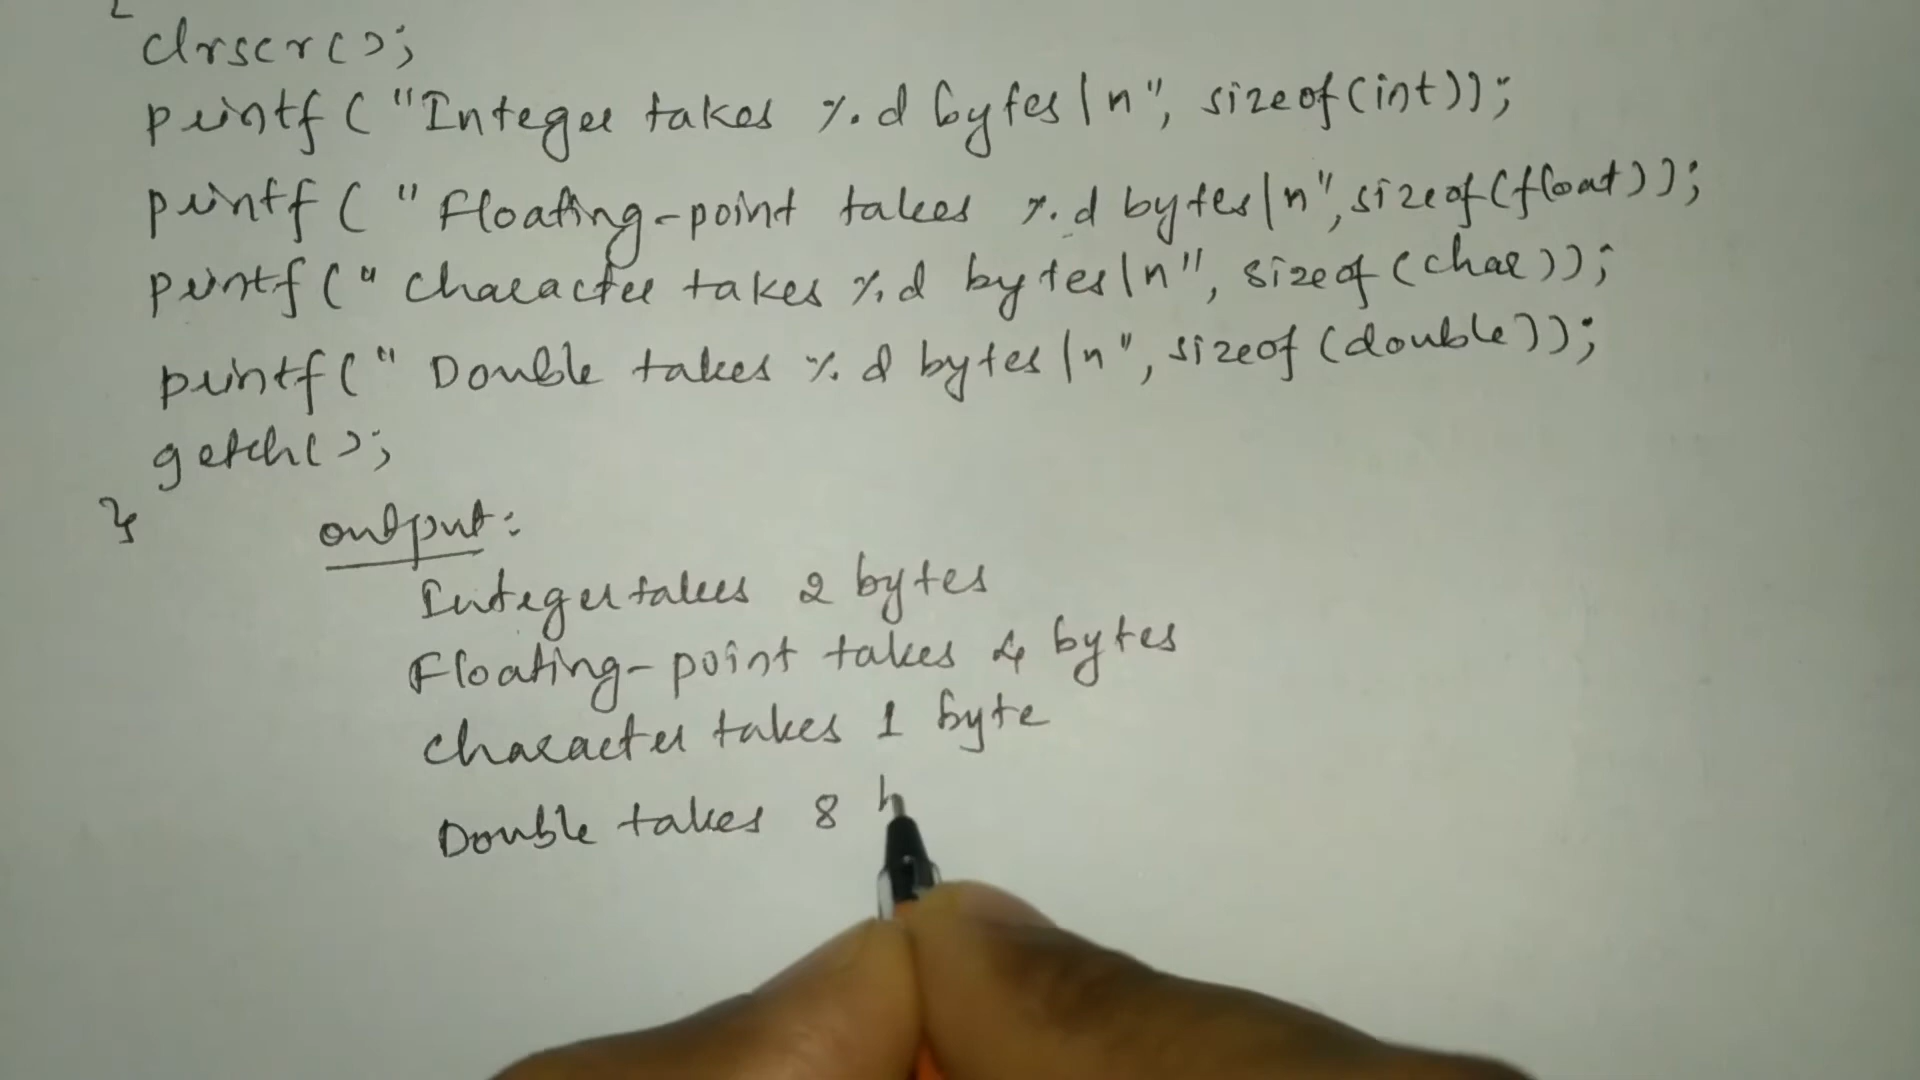 {
clrscr();
printf("Integer takes %d bytes\n", sizeof(int));
printf("Floating-point takes %d bytes\n", sizeof(float));
printf("Character takes %d bytes\n", sizeof(char));
printf("Double takes %d bytes\n", sizeof(double));
getch();
}
output:
Integer takes 2 bytes
Floating-point takes 4 bytes
character takes 1 byte
Double takes 8 b